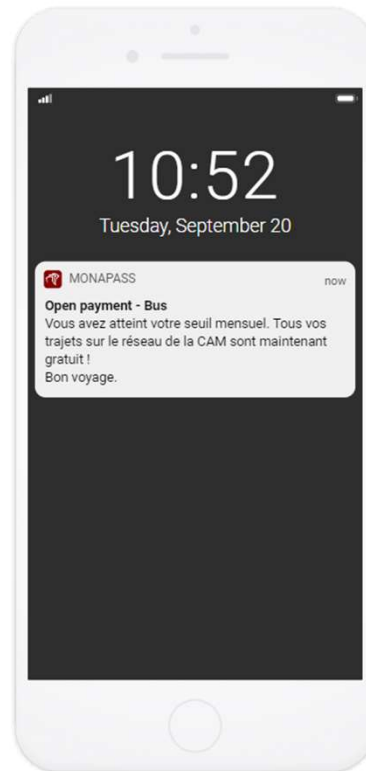 10:52
Tuesday, September 20
MONAPASS
now
Open payment - Bus
Vous avez atteint votre seuil mensuel. Tous vos
trajets sur le réseau de la CAM sont maintenant
gratuit !
Bon voyage.